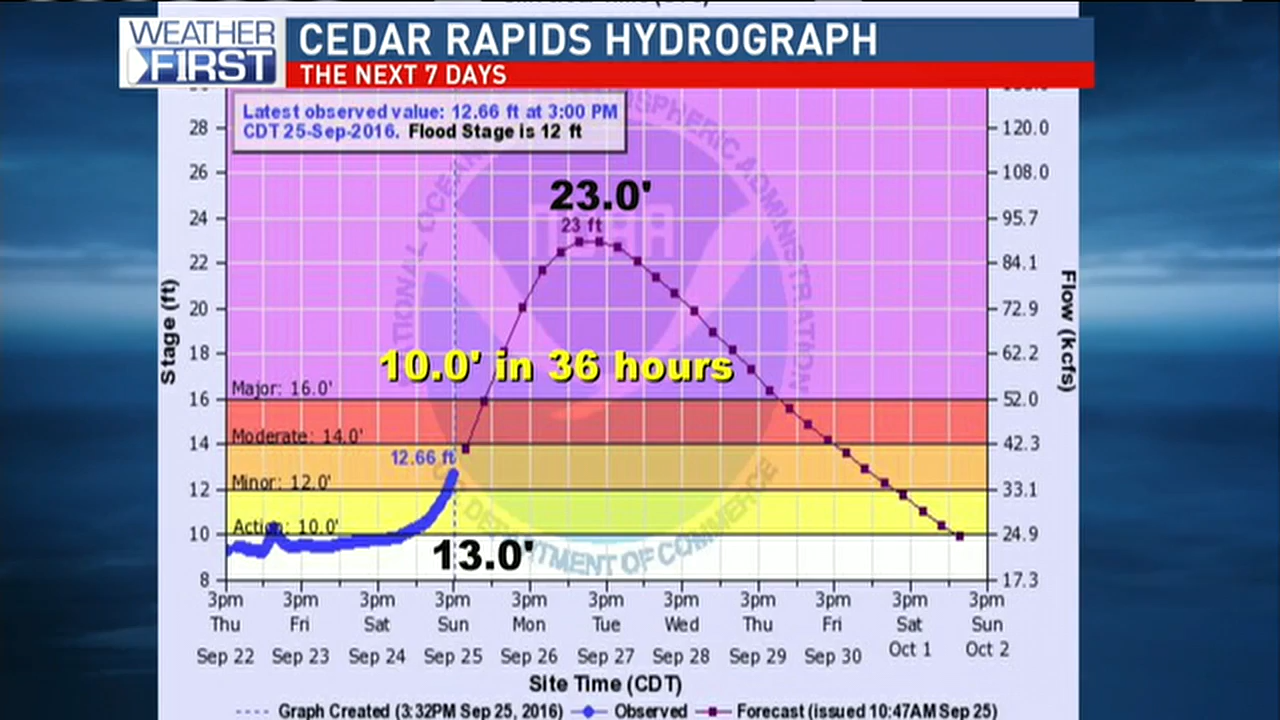 WEATHER
FIRST
CEDAR RAPIDS HYDROGRAPH
THE NEXT 7 DAYS
Latest observed value: 12.66 ft at 3:00 PM
CDT 25-Sep-2016. Flood Stage is 12 ft
28
26
24
22
20
18
16
14
12
10
8
Stage (ft)
120.0
108.0
95.7
84.1
72.9
62.2
52.0
42.3
33.1
24.9
17.3
Flow (kcfs)
23.0'
23 ft
10.0' in 36 hours
Major: 16.0'
Moderate: 14.0'
12.66 ft
Minor: 12.0'
Action: 10.0'
13.0'
NOAA
DEPARTMENT OF COMMERCE
3pm 3pm 3pm 3pm 3pm 3pm 3pm 3pm 3pm 3pm 3pm
Thu Fri Sat Sun Mon Tue Wed Thu Fri Sat Sun
Sep 22 Sep 23 Sep 24 Sep 25 Sep 26 Sep 27 Sep 28 Sep 29 Sep 30 Oct 1 Oct 2
Site Time (CDT)
Graph Created (3:32PM Sep 25, 2016) Observed Forecast (issued 10:47AM Sep 25)